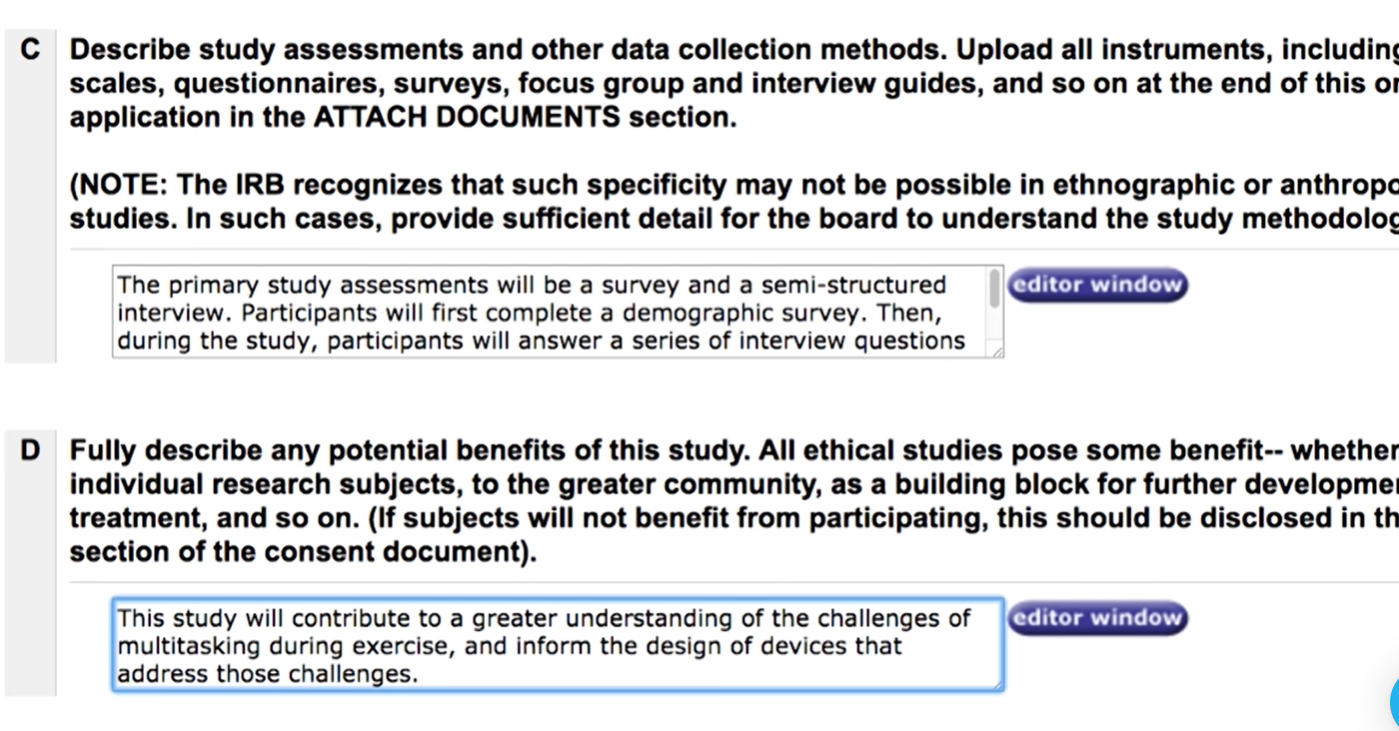 C Describe study assessments and other data collection methods. Upload all instruments, including
scales, questionnaires, surveys, focus group and interview guides, and so on at the end of this
application in the ATTACH DOCUMENTS section.
(NOTE: The IRB recognizes that such specificity may not be possible in ethnographic or
studies. In such cases, provide sufficient detail for the board to understand the study
The primary study assessments will be a survey and a semi-structured editor window
interview. Participants will first complete a demographic survey. Then,
during the study, participants will answer a series of interview questions
D Fully describe any potential benefits of this study. All ethical studies pose some benefit-- whether
individual research subjects, to the greater community, as a building block for further
treatment, and so on. (If subjects will not benefit from participating, this should be disclosed in
section of the consent document).
This study will contribute to a greater understanding of the challenges of editor window
multitasking during exercise, and inform the design of devices that
address those challenges.